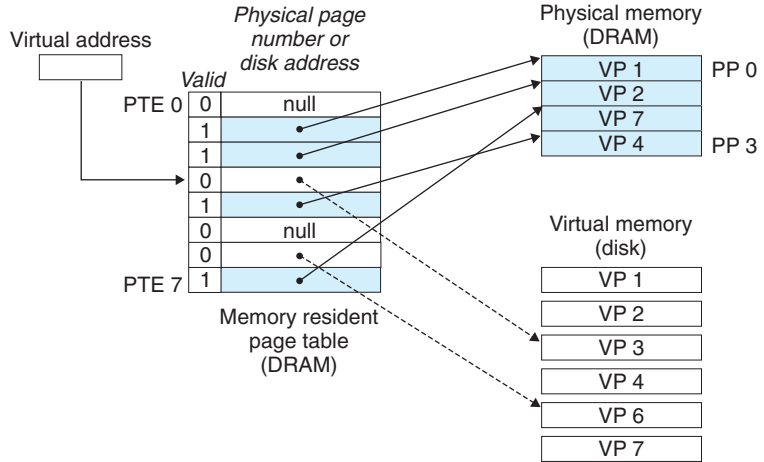 Virtual address
Physical page
number or
disk address
Valid
PTE 0
0
null
1
1
0
1
0
null
0
PTE 7
1
Memory resident
page table
(DRAM)
Physical memory
(DRAM)
VP 1
PP 0
VP 2
VP 7
VP 4
PP 3
Virtual memory
(disk)
VP 1
VP 2
VP 3
VP 4
VP 6
VP 7